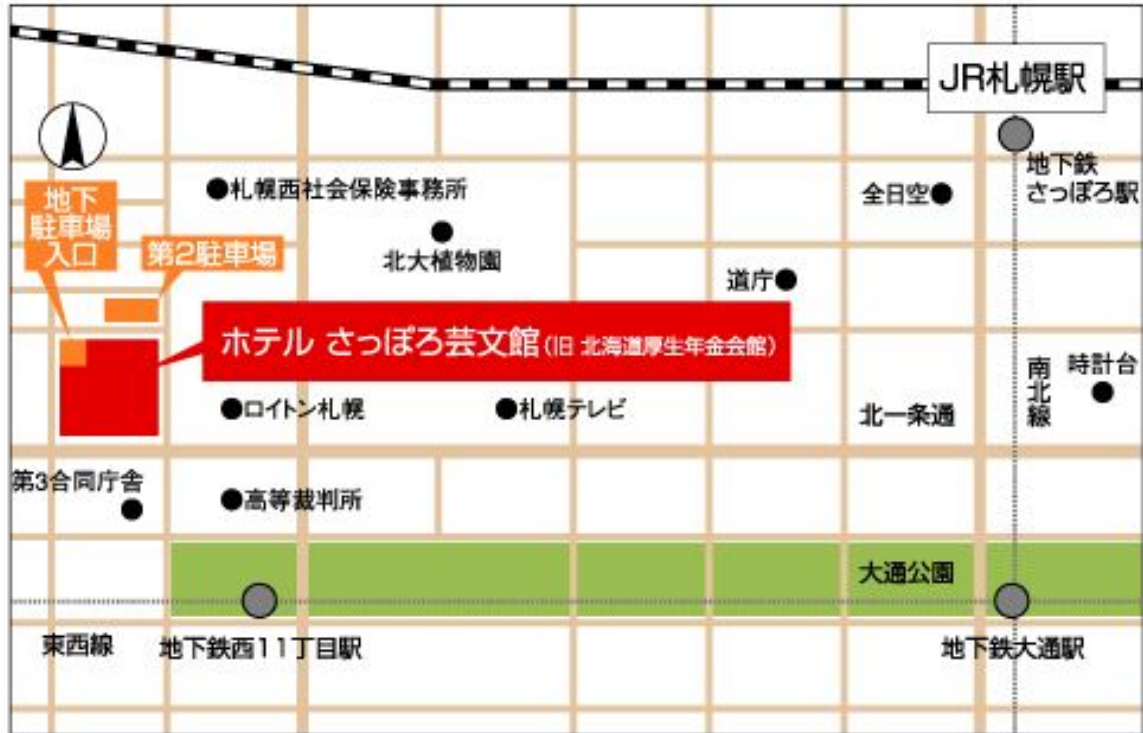 JR札幌駅
地下鉄
さっぽろ駅
札幌西社会保険事務所
全日空
地下
駐車場
入口
第2駐車場
北大植物園
道庁
ホテル さっぽろ芸文館(旧 北海道厚生年金会館)
南北線
時計台
ロイトン札幌
札幌テレビ
北一条通
第3合同庁舎
高等裁判所
大通公園
東西線
地下鉄西11丁目駅
地下鉄大通駅